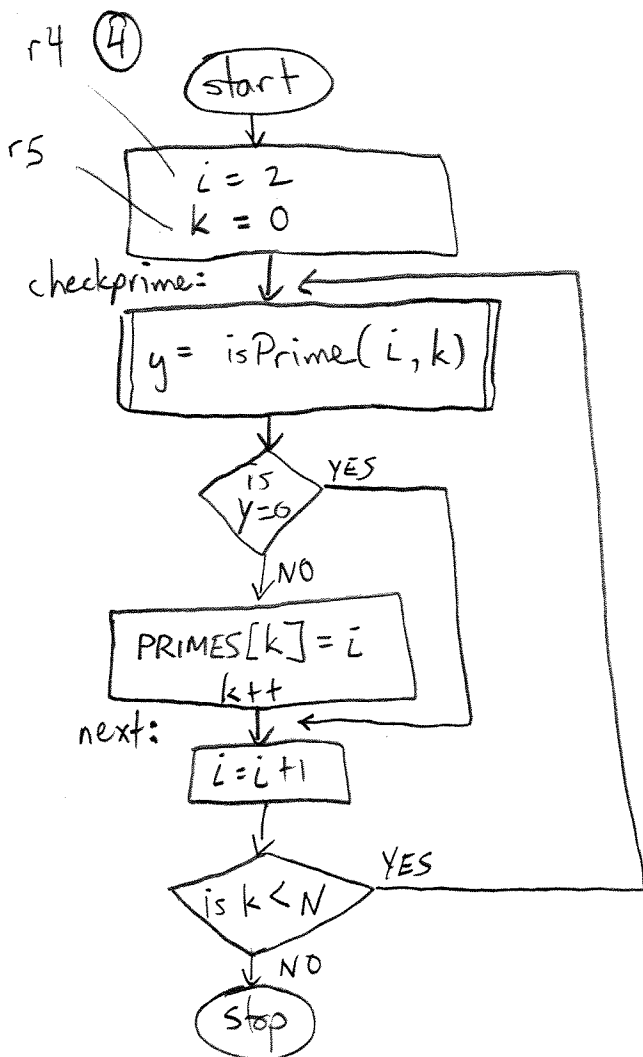 r4 4
start
r5
i = 2
k = 0
checkprime:
y = isPrime(i, k)
is
y=0
YES
NO
PRIMES[k] = i
k++
next:
i = i + 1
is k < N
YES
NO
stop